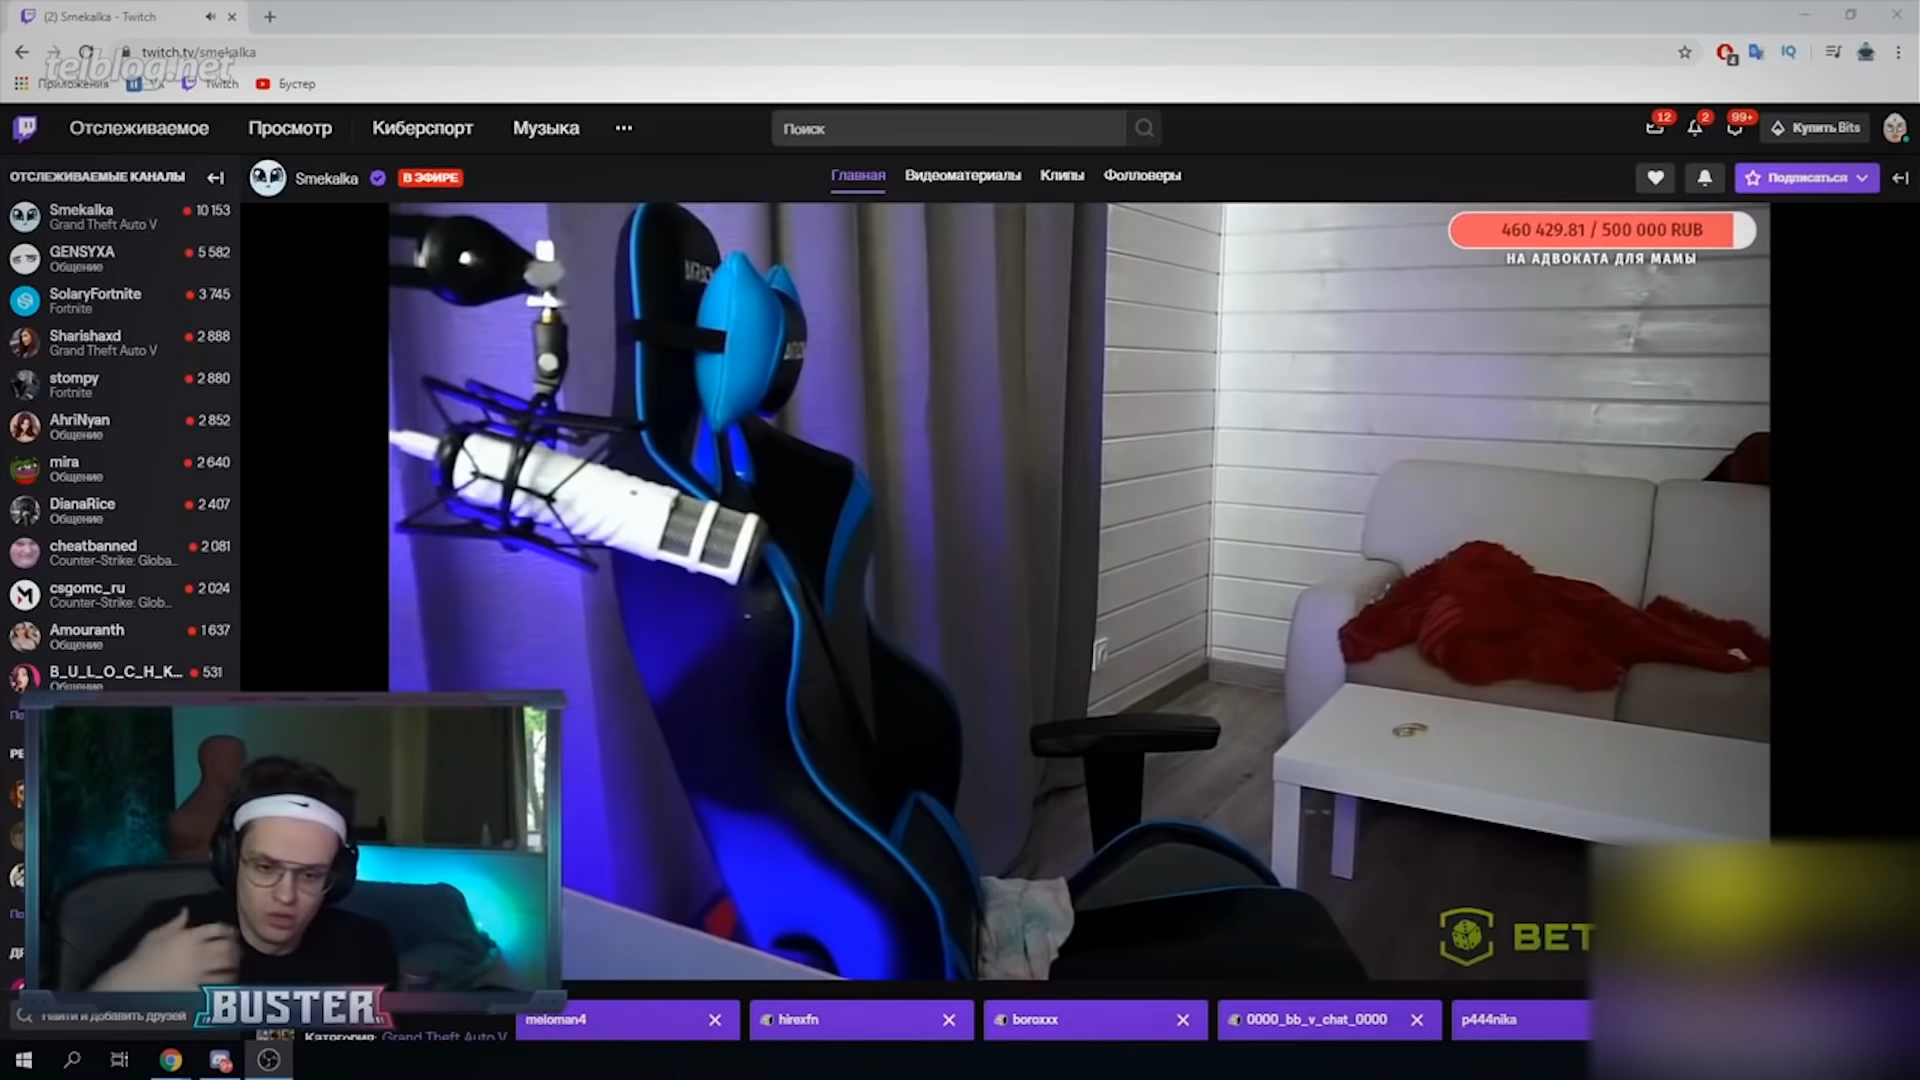 (2) Smekalka - Twitch
twitch.tv/smekalka
telblog.net
Приложения
Twitch
Бустер
Отслеживаемое
Просмотр
Киберспорт
Музыка
Поиск
12
2
99+
Купить Bits
ОТСЛЕЖИВАЕМЫЕ КАНАЛЫ
Smekalka
В ЭФИРЕ
Главная
Видеоматериалы
Клипы
Фолловеры
Подписаться
Smekalka 10 153
Grand Theft Auto V
GENSYXA 5 582
Общение
SolaryFortnite 3 745
Fortnite
Sharishaxd 2 888
Grand Theft Auto V
stompy 2 880
Fortnite
AhriNyan 2 852
Общение
mira 2 640
Общение
DianaRice 2 407
Общение
cheatbanned 2 081
Counter-Strike: Globa...
csgomc_ru 2 024
Counter-Strike: Glob...
Amouranth 1 637
Общение
B_U_L_O_C_H_K... 531
Общение
460 429.81 / 500 000 RUB
НА АДВОКАТА ДЛЯ МАМЫ
BET
BUSTER
Найти и добавить друзей
Категория: Grand Theft Auto V
meloman4
hirexfn
boroxxx
0000_bb_v_chat_0000
p444nika